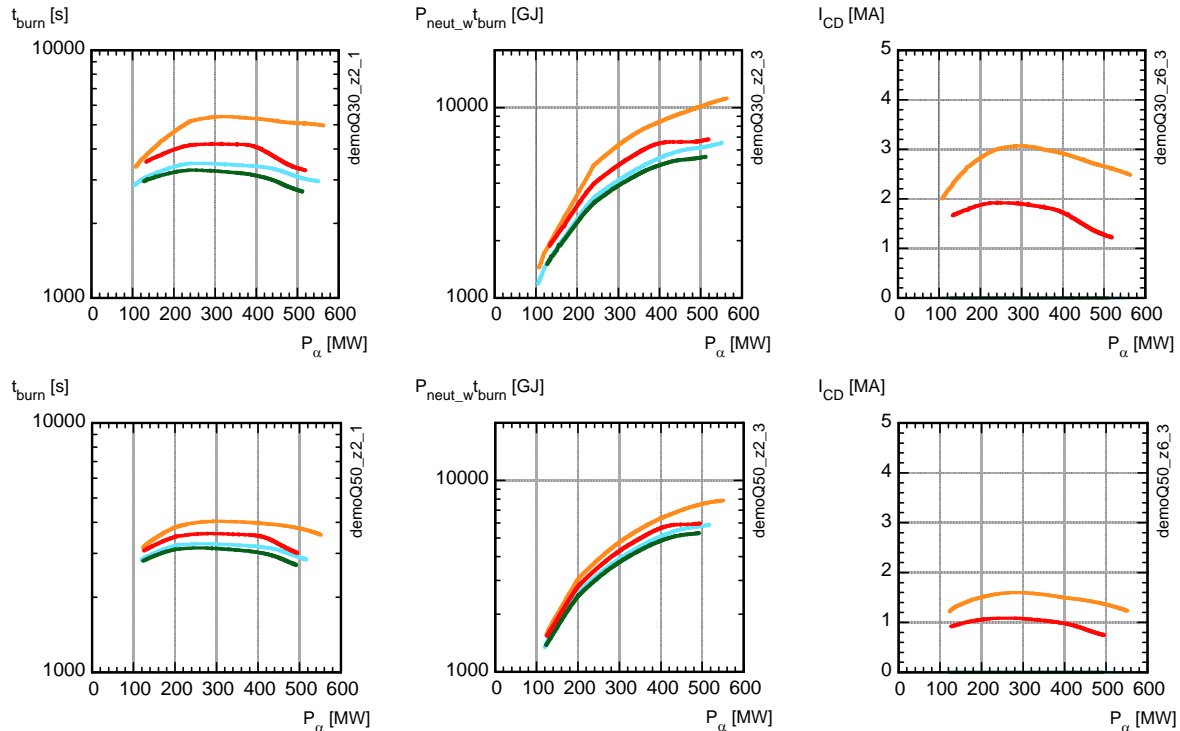 t_burn [s]
10000
1000
0 100 200 300 400 500 600
P_α [MW]
demoQ30_z2_1
P_neut_w t_burn [GJ]
10000
1000
0 100 200 300 400 500 600
P_α [MW]
demoQ30_z2_3
I_CD [MA]
5
4
3
2
1
0
0 100 200 300 400 500 600
P_α [MW]
demoQ30_z6_3
t_burn [s]
10000
1000
0 100 200 300 400 500 600
P_α [MW]
demoQ50_z2_1
P_neut_w t_burn [GJ]
10000
1000
0 100 200 300 400 500 600
P_α [MW]
demoQ50_z2_3
I_CD [MA]
5
4
3
2
1
0
0 100 200 300 400 500 600
P_α [MW]
demoQ50_z6_3